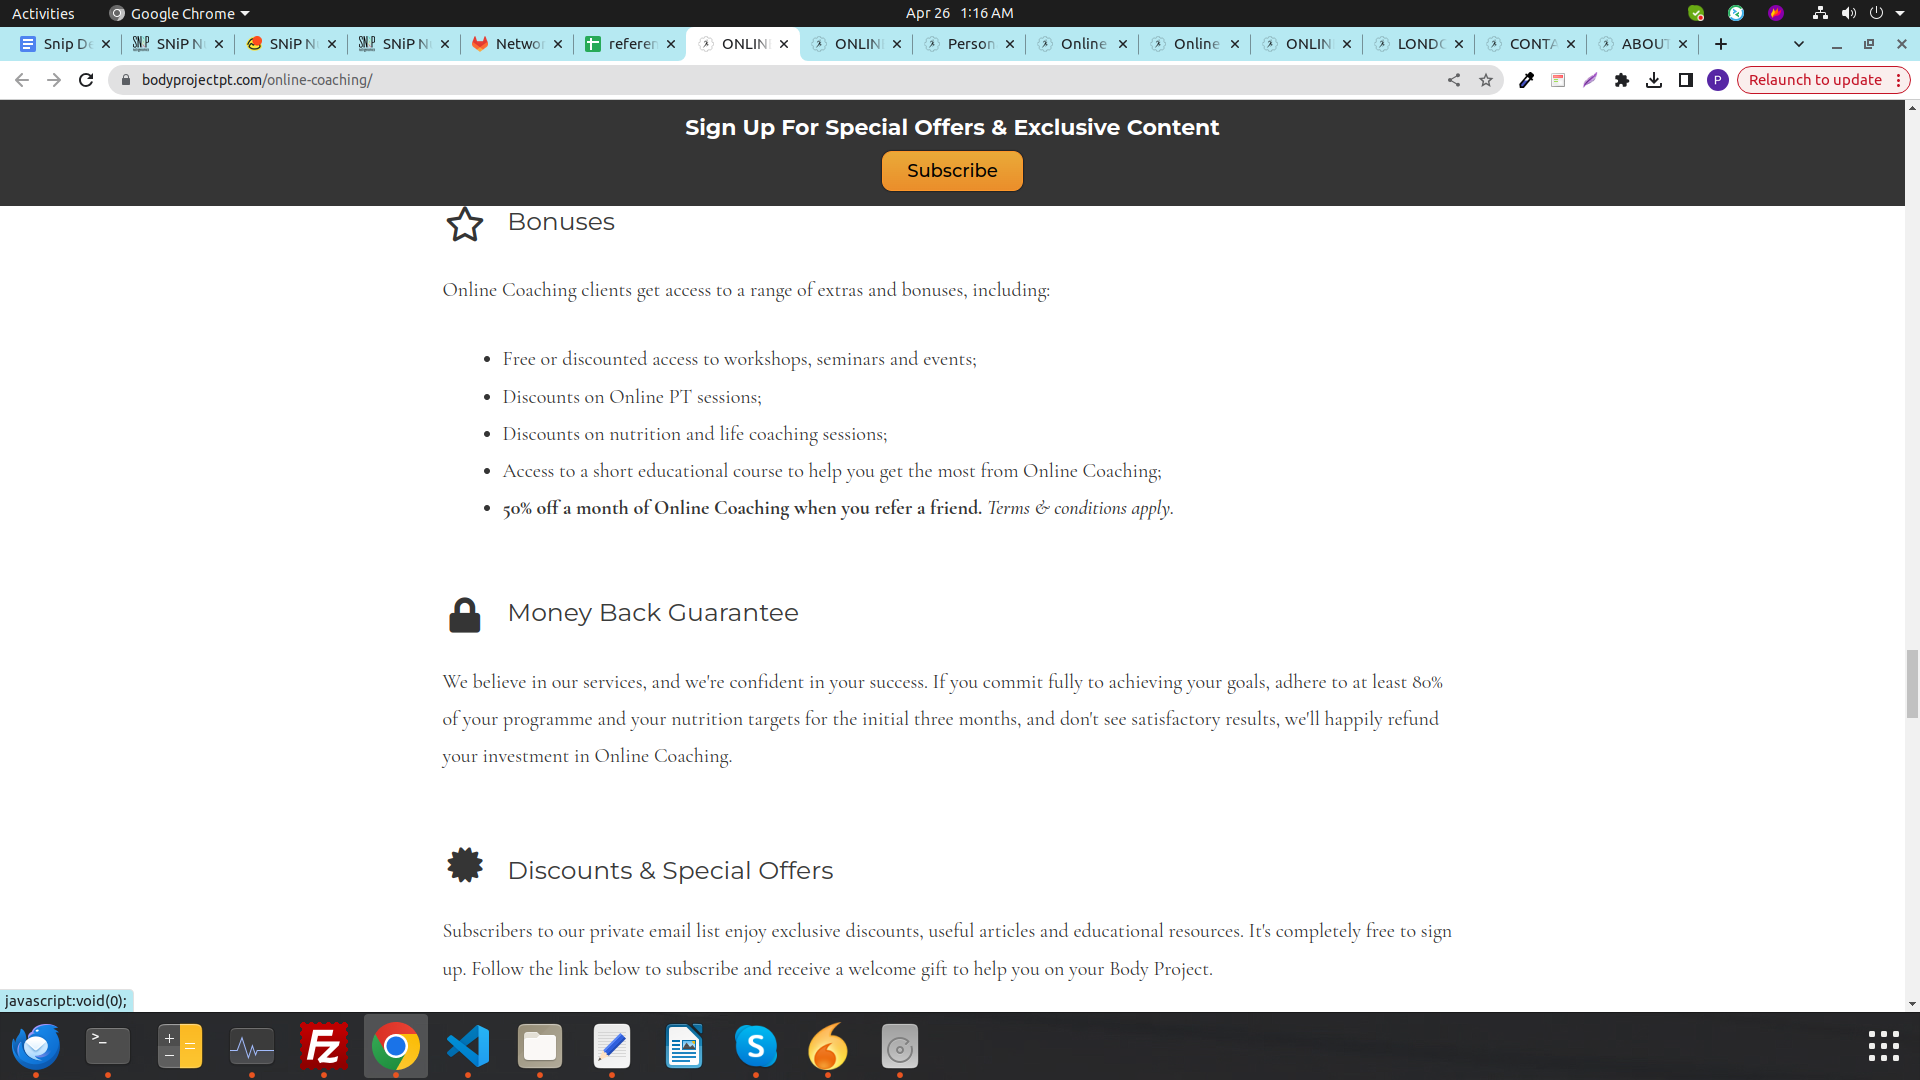 Activities
Google Chrome
Apr 26 1:16 AM
Snip De
SNiP Nu
SNiP Nu
SNiP Nu
Networ
referen
ONLIN
ONLIN
Person
Online
Online
ONLIN
LONDO
CONTA
ABOUT
bodyprojectpt.com/online-coaching/
P
Relaunch to update
Sign Up For Special Offers & Exclusive Content
Subscribe
Bonuses
Online Coaching clients get access to a range of extras and bonuses, including:
• Free or discounted access to workshops, seminars and events;
• Discounts on Online PT sessions;
• Discounts on nutrition and life coaching sessions;
• Access to a short educational course to help you get the most from Online Coaching;
• 50% off a month of Online Coaching when you refer a friend. Terms & conditions apply.
Money Back Guarantee
We believe in our services, and we're confident in your success. If you commit fully to achieving your goals, adhere to at least 80%
of your programme and your nutrition targets for the initial three months, and don't see satisfactory results, we'll happily refund
your investment in Online Coaching.
Discounts & Special Offers
Subscribers to our private email list enjoy exclusive discounts, useful articles and educational resources. It's completely free to sign
up. Follow the link below to subscribe and receive a welcome gift to help you on your Body Project.
javascript:void(0);